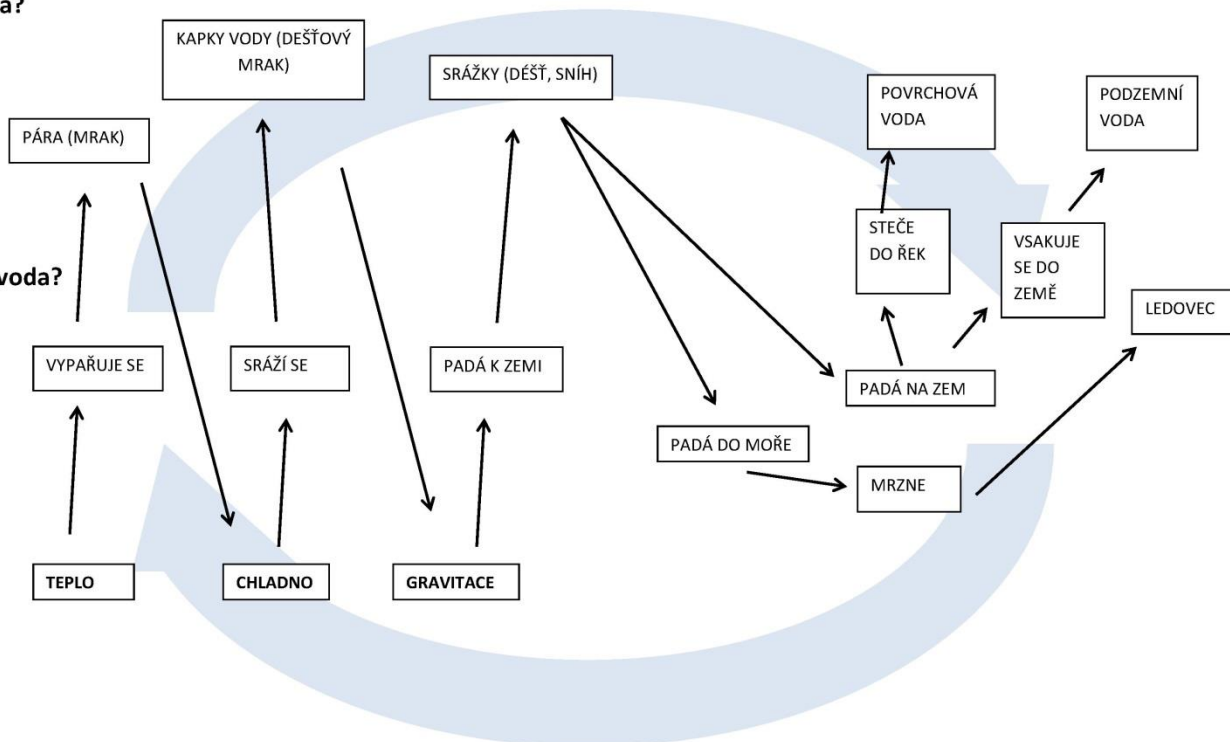 a?
KAPKY VODY (DEŠŤOVÝ
MRAK)
SRÁŽKY (DÉŠŤ, SNÍH)
POVRCHOVÁ
VODA
PODZEMNÍ
VODA
PÁRA (MRAK)
STEČE
DO ŘEK
VSAKUJE
SE DO
ZEMĚ
voda?
LEDOVEC
VYPAŘUJE SE
SRÁŽÍ SE
PADÁ K ZEMI
PADÁ NA ZEM
PADÁ DO MOŘE
MRZNE
TEPLO
CHLADNO
GRAVITACE